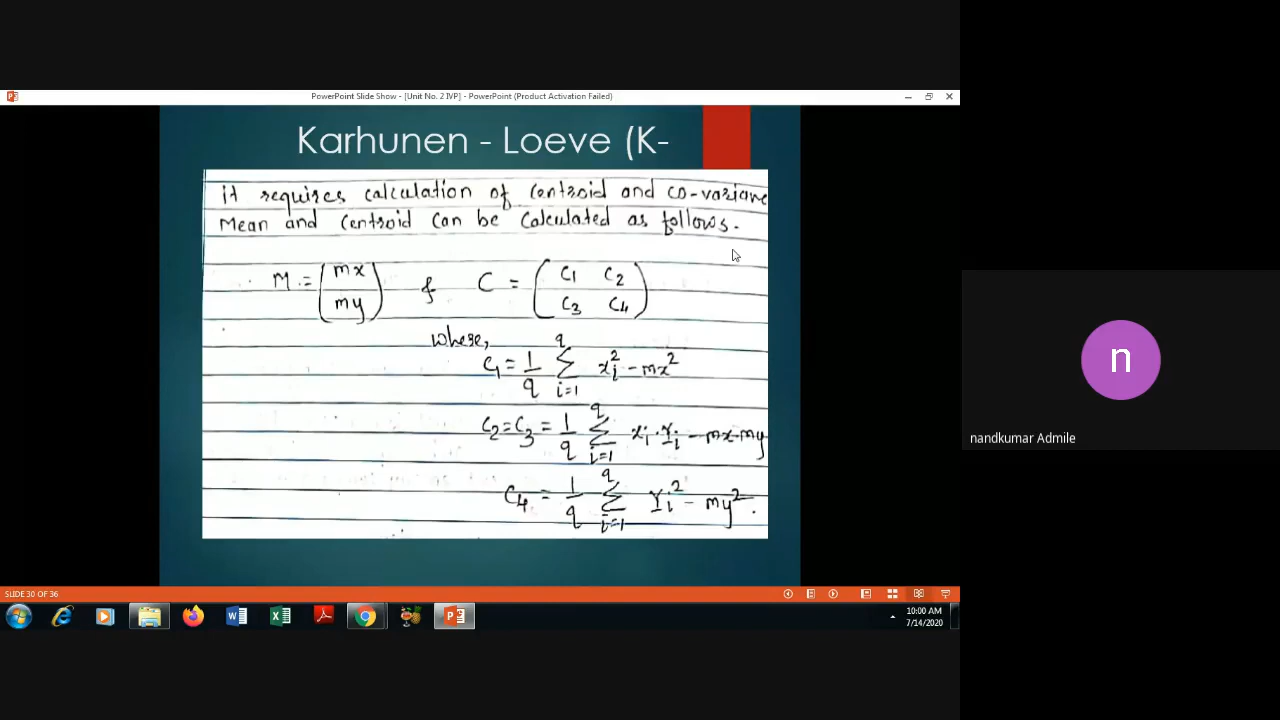 PowerPoint Slide Show - [Unit No. 2 IVP] - PowerPoint (Product Activation Failed)
Karhunen - Loeve (K-
it requires calculation of centroid and co-variance
Mean and centroid can be calculated as follows.
M = (mx my) & C = (C1 C2 C3 C4)
where,
C1 = 1/q Σ i=1 q xi² - mx²
C2 = C3 = 1/q Σ i=1 q xi·Yi - mx·my
C4 = 1/q Σ i=1 q Yi² - my².
n
nandkumar Admile
SLIDE 30 OF 36
10:00 AM
7/14/2020